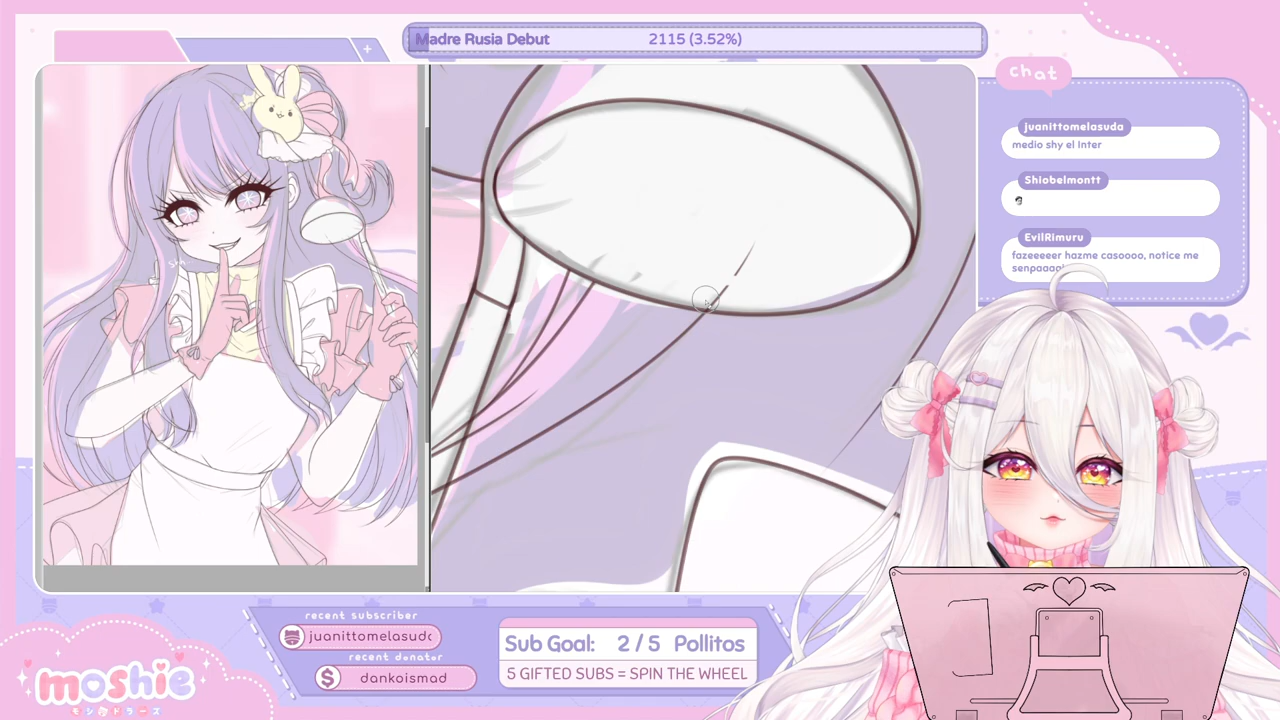 Madre Rusia Debut 2115 (3.52%)
+
chat
juanittomelasuda
medio shy el Inter
Shiobelmontt
EvilRimuru
fazeeeeer hazme casoooo, notice me
senpaaaa
recent subscriber
juanittomelasudc
recent donator
$ dankoismad
Sub Goal: 2 / 5 Pollitos
5 GIFTED SUBS = SPIN THE WHEEL
moshie